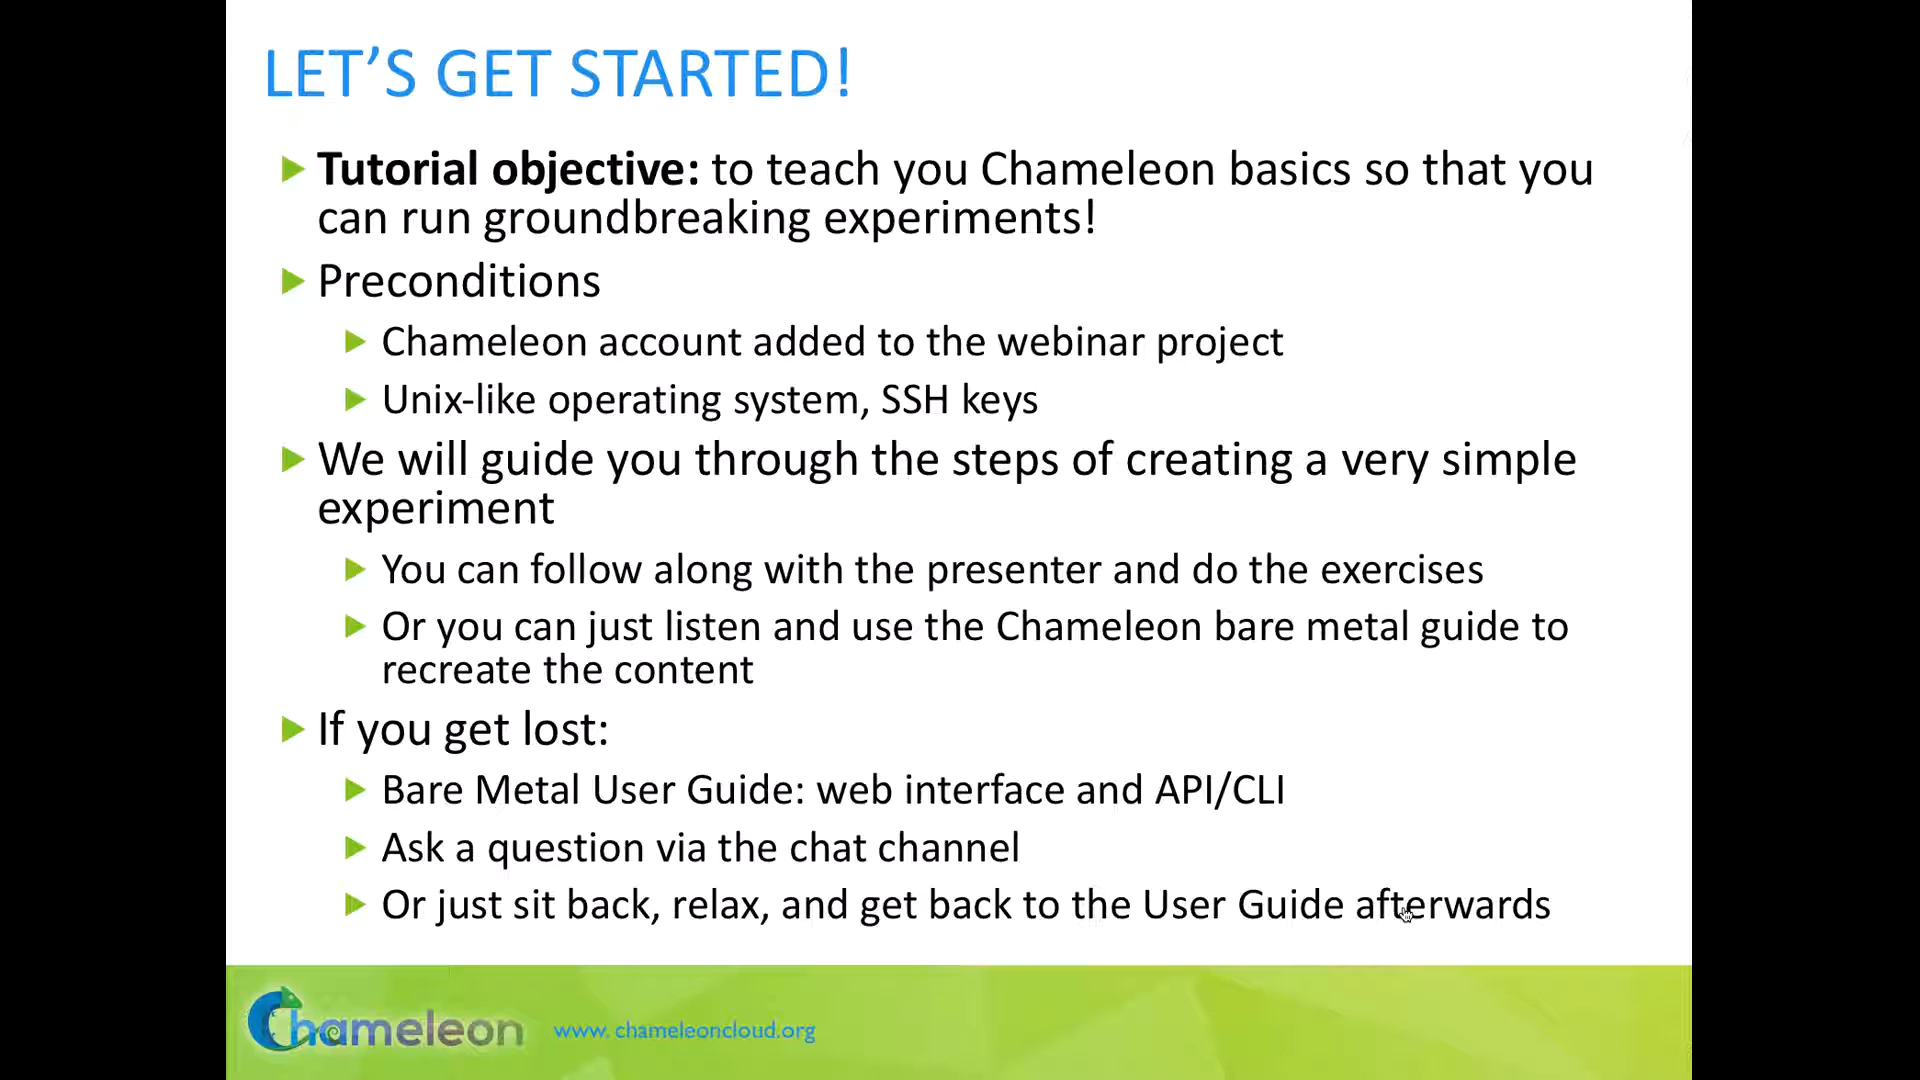 LET’S GET STARTED!
Tutorial objective: to teach you Chameleon basics so that you
can run groundbreaking experiments!
Preconditions
Chameleon account added to the webinar project
Unix-like operating system, SSH keys
We will guide you through the steps of creating a very simple
experiment
You can follow along with the presenter and do the exercises
Or you can just listen and use the Chameleon bare metal guide to
recreate the content
If you get lost:
Bare Metal User Guide: web interface and API/CLI
Ask a question via the chat channel
Or just sit back, relax, and get back to the User Guide afterwards
Chameleon www. chameleoncloud.org